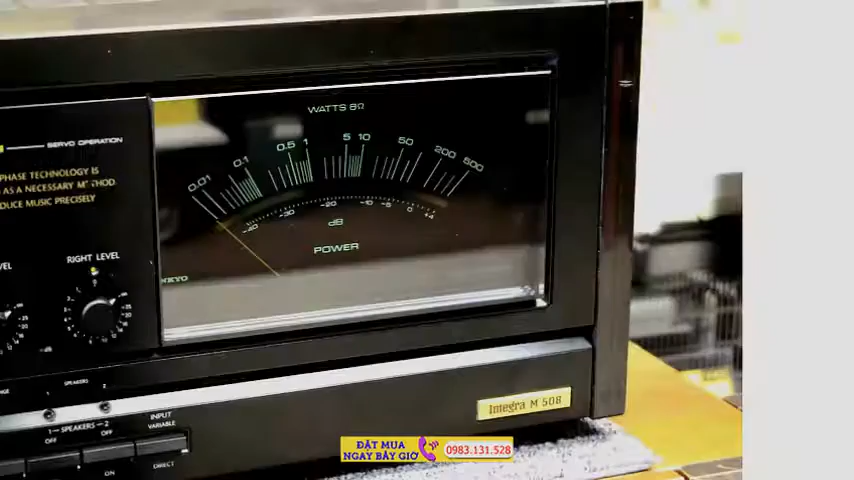 WATTS 8Ω
0.01 0.1 0.5 1 5 10 50 200 500
-40 -30 -20 -10 -5 0 +4
dB
POWER
SERVO OPERATION
PHASE TECHNOLOGY IS
AS A NECESSARY METHOD
DUCE MUSIC PRECISELY
RIGHT LEVEL
NKYO
SPEAKERS
1-SPEAKERS-2
OFF OFF
ON
INPUT
VARIABLE
DIRECT
Integra M 508
ĐẶT MUA
NGAY BÂY GIỜ
0983.131.528